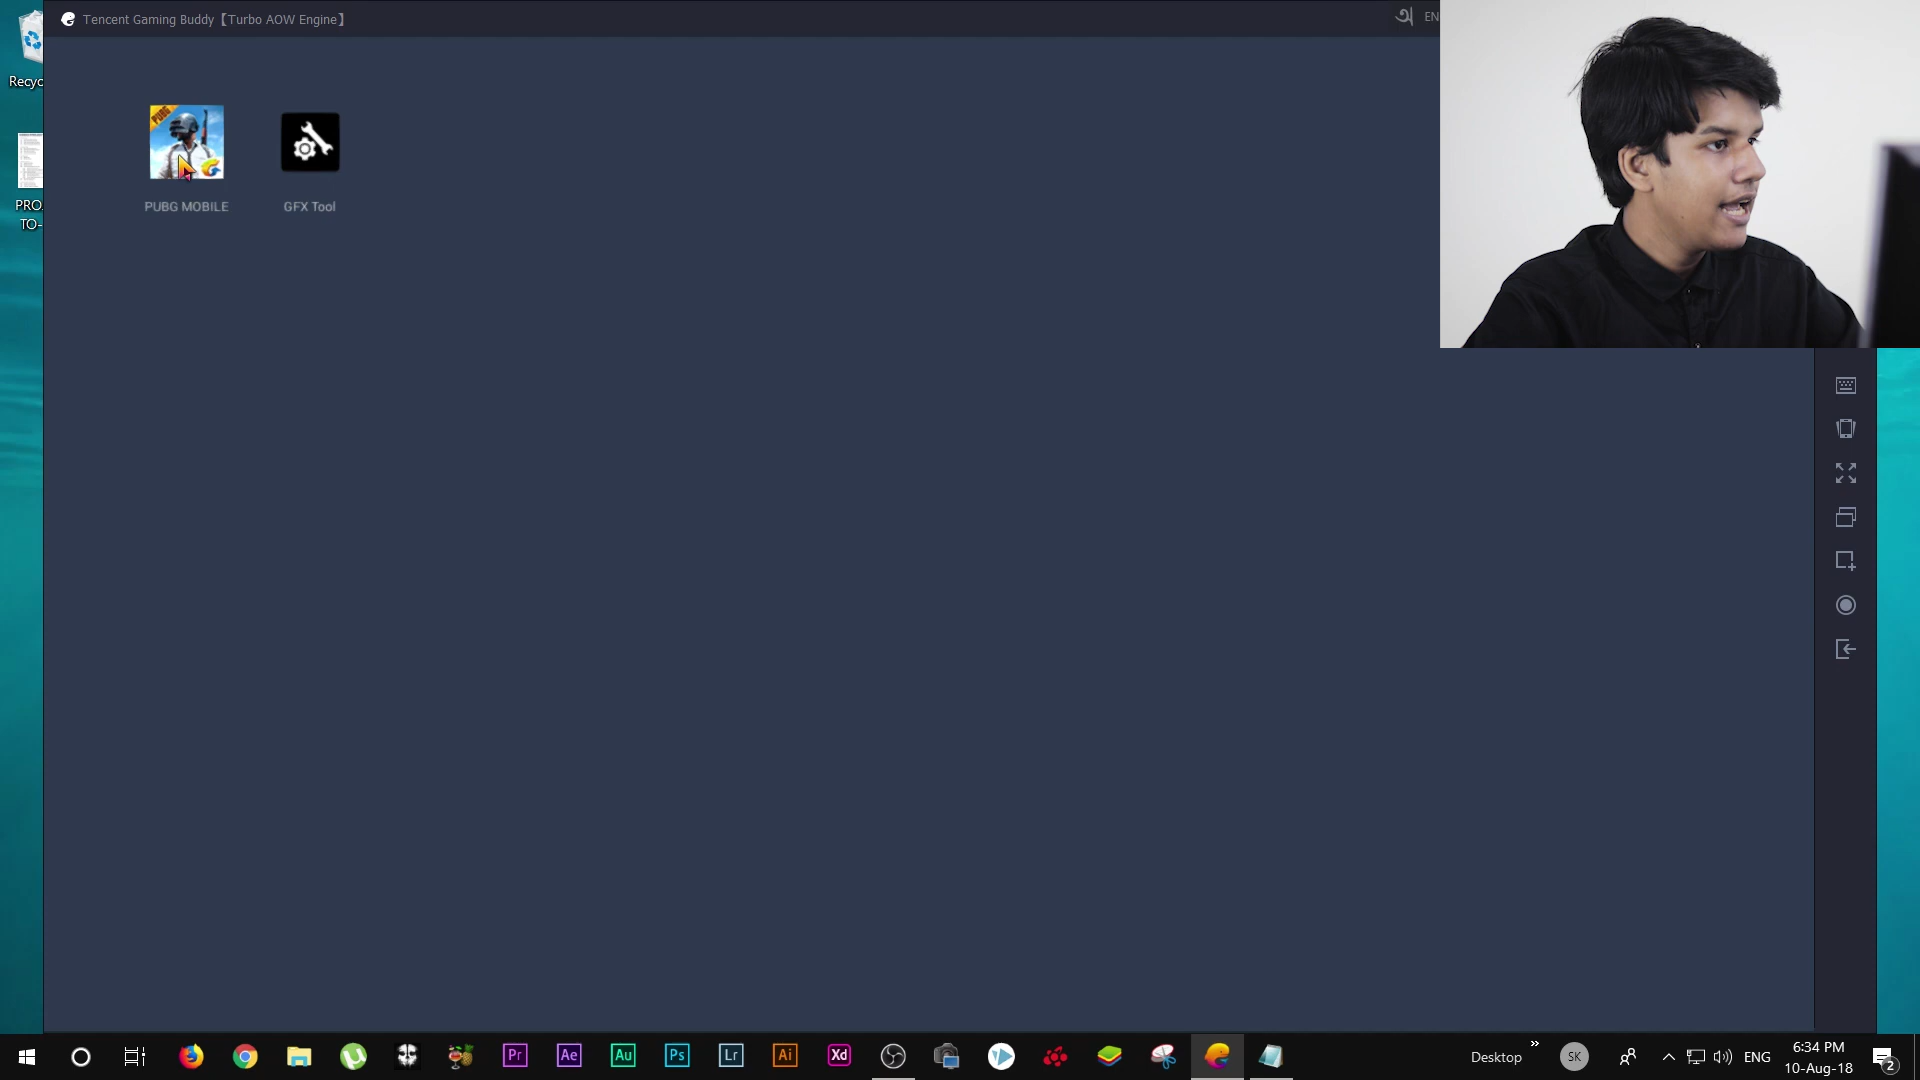 Tencent Gaming Buddy【Turbo AOW Engine】
অ
EN
Recyc
PUBG
PUBG MOBILE
GFX Tool
PRO
TO-
Pr
Ae
Au
Ps
Lr
Ai
Xd
Desktop
»
SK
ENG
6:34 PM
10-Aug-18
2